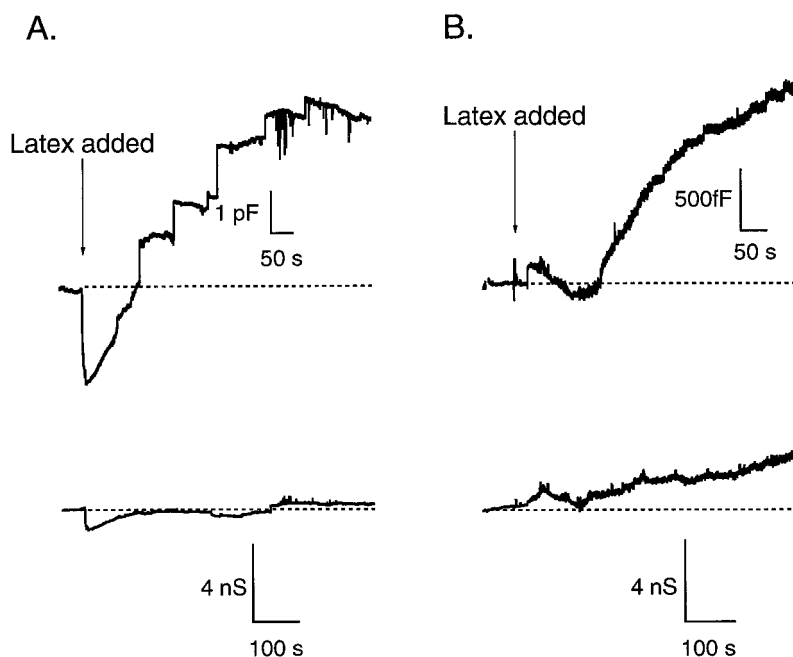 A.
Latex added
1 pF
50 s
4 nS
100 s
B.
Latex added
500fF
50 s
4 nS
100 s